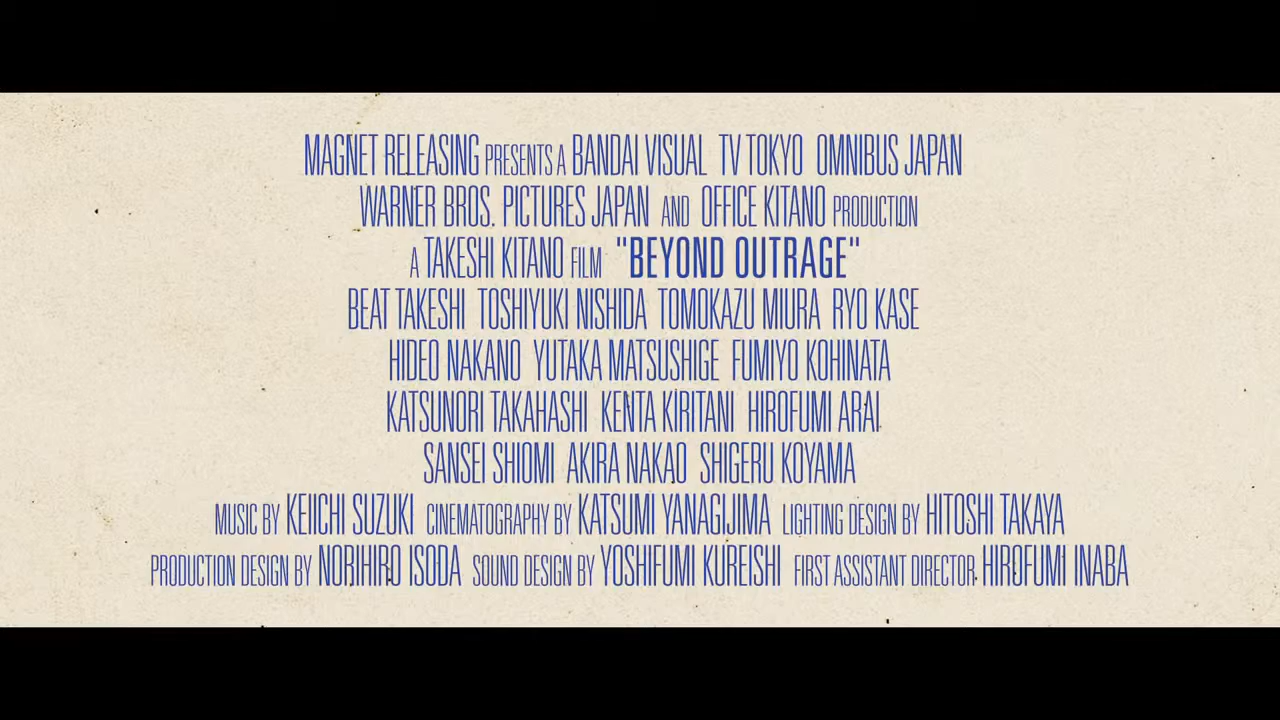 MAGNET RELEASING PRESENTS A BANDAI VISUAL TV TOKYO OMNIBUS JAPAN
WARNER BROS. PICTURES JAPAN AND OFFICE KITANO PRODUCTION
A TAKESHI KITANO FILM "BEYOND OUTRAGE"
BEAT TAKESHI TOSHIYUKI NISHIDA TOMOKAZU MIURA RYO KASE
HIDEO NAKANO YUTAKA MATSUSHIGE FUMIYO KOHINATA
KATSUNORI TAKAHASHI KENTA KIRITANI HIROFUMI ARAI
SANSEI SHIOMI AKIRA NAKAO SHIGERU KOYAMA
MUSIC BY KEIICHI SUZUKI CINEMATOGRAPHY BY KATSUMI YANAGIJIMA LIGHTING DESIGN BY HITOSHI TAKAYA
PRODUCTION DESIGN BY NORIHIRO ISODA SOUND DESIGN BY YOSHIFUMI KUREISHI FIRST ASSISTANT DIRECTOR HIROFUMI INABA